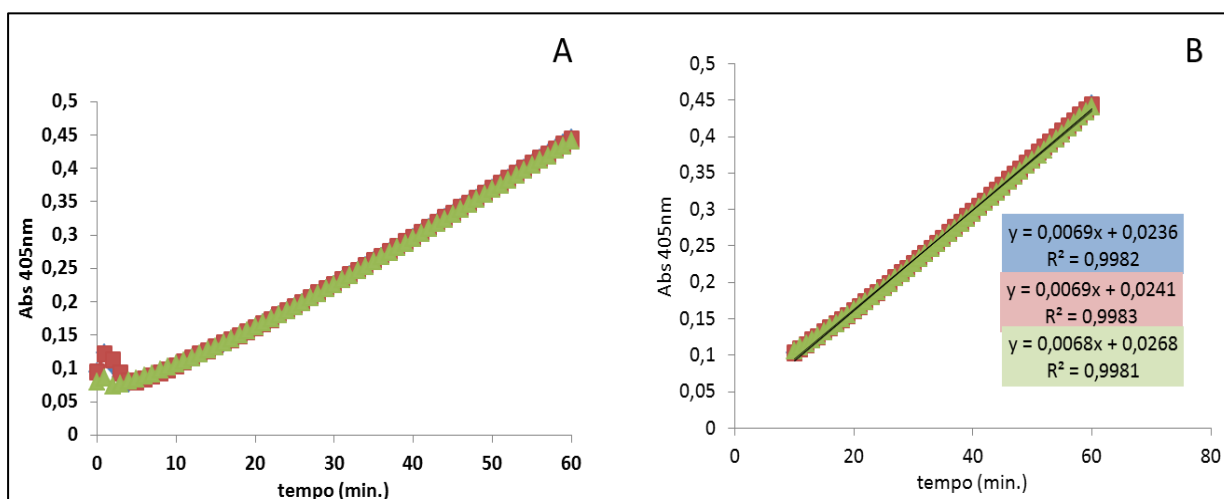 A
Abs 405nm
0,5
0,45
0,4
0,35
0,3
0,25
0,2
0,15
0,1
0,05
0
0 10 20 30 40 50 60
tempo (min.)
B
Abs 405nm
0,5
0,45
0,4
0,35
0,3
0,25
0,2
0,15
0,1
0,05
0
y = 0,0069x + 0,0236
R² = 0,9982
y = 0,0069x + 0,0241
R² = 0,9983
y = 0,0068x + 0,0268
R² = 0,9981
0 20 40 60 80
tempo (min.)